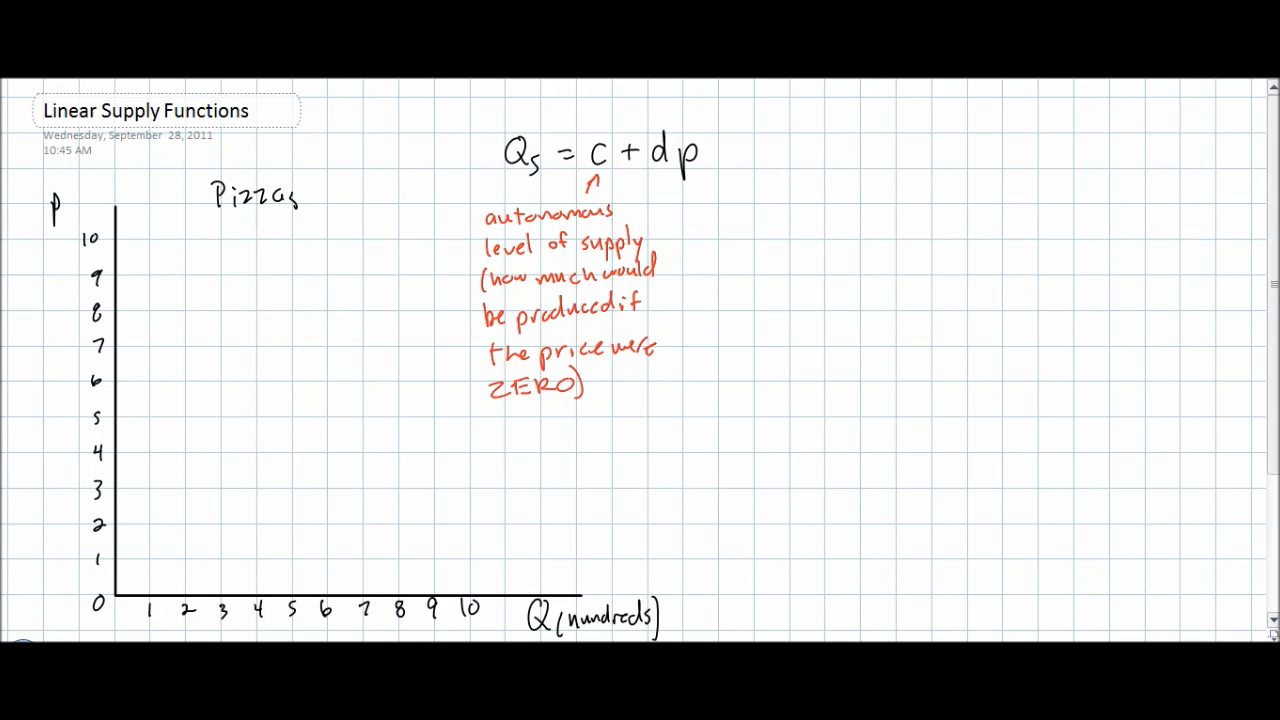 Linear Supply Functions
Wednesday, September 28, 2011
10:45 AM
Qs = c + dp
Pizzas
P
autonomous
level of supply
(how much would
be produced if
the price were
ZERO)
10
9
8
7
6
5
4
3
2
1
0
1 2 3 4 5 6 7 8 9 10
Q (hundreds)